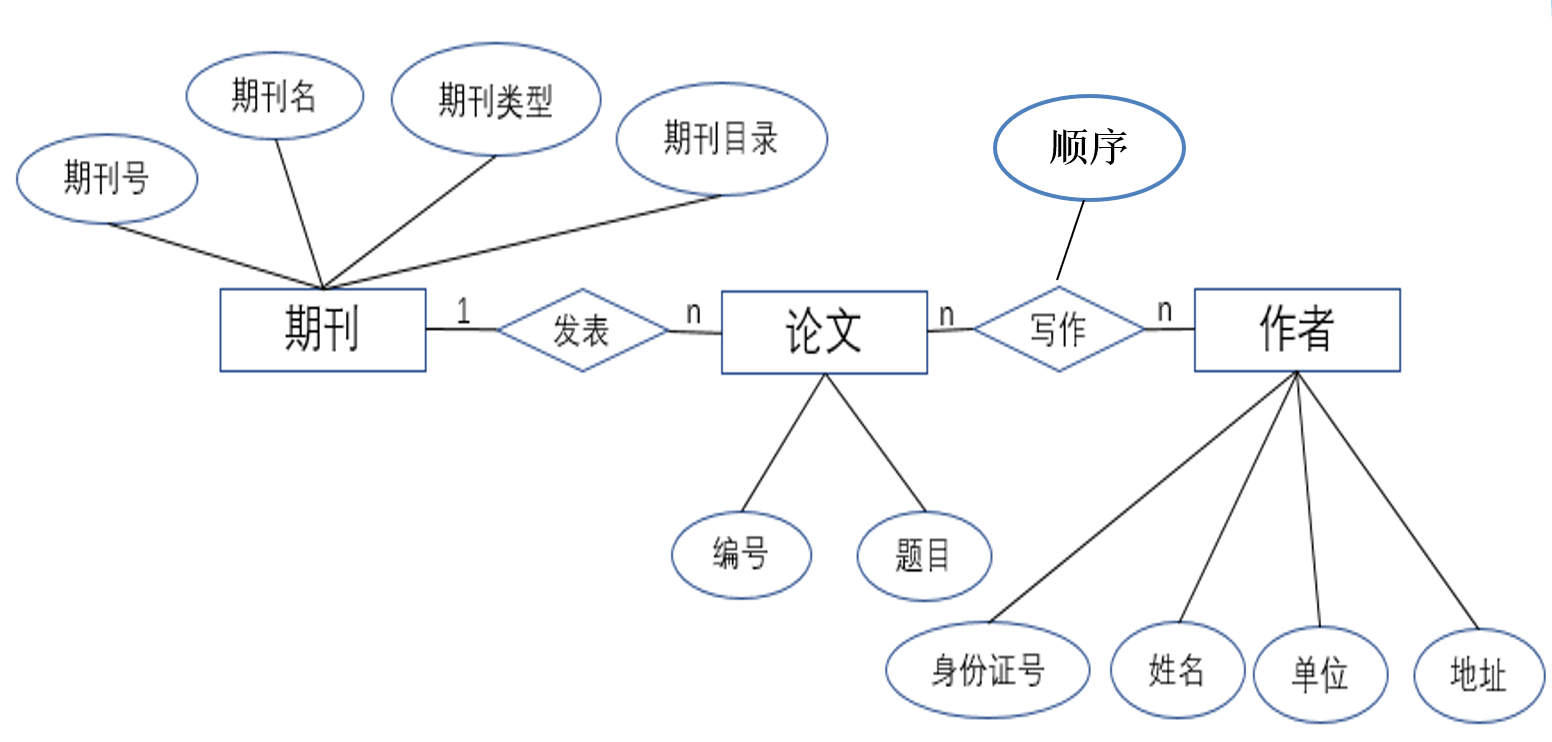 期刊名
期刊类型
期刊目录
顺序
期刊号
期刊
1
发表
n
论文
n
写作
n
作者
编号
题目
身份证号
姓名
单位
地址